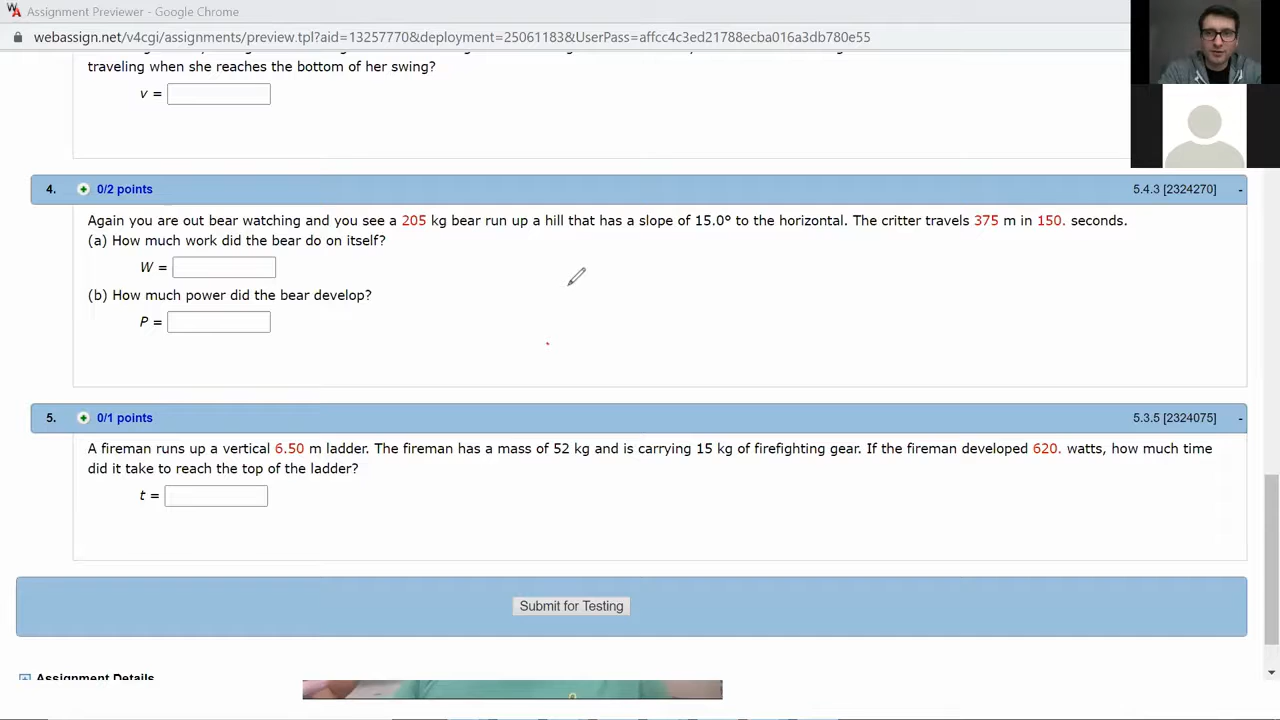 Assignment Previewer - Google Chrome
webassign.net/v4cgi/assignments/preview.tpl?aid=13257770&deployment=25061183&UserPass=affcc4c3ed21788ecba016a3db780e55
traveling when she reaches the bottom of her swing?
v =
4. 0/2 points 5.4.3 [2324270] -
Again you are out bear watching and you see a 205 kg bear run up a hill that has a slope of 15.0° to the horizontal. The critter travels 375 m in 150. seconds.
(a) How much work did the bear do on itself?
W =
(b) How much power did the bear develop?
P =
5. 0/1 points 5.3.5 [2324075] -
A fireman runs up a vertical 6.50 m ladder. The fireman has a mass of 52 kg and is carrying 15 kg of firefighting gear. If the fireman developed 620. watts, how much time
did it take to reach the top of the ladder?
t =
Submit for Testing
Assignment Details